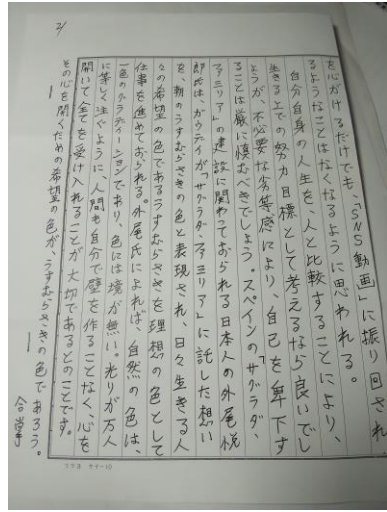 21
を心がけるだけでも、「SNS動画」に振り回され、
るようなことはなくなるように思われる。
自分自身の人生を、人と比較することにより、
生きる上での努力目標として考えるなら良いでし
ようが、不必要な劣等感により、自己を卑下す
ることは厳に慎むべきでしょう。スペインの「サグラダ、
ファミリア」の建設に関わっておられる日本人の外尾悦
郎氏は、ガウディが「サグラダ、ファミリア」に託した想い
を、朝のうすむらさきの色と表現され、日々生きる人
々の希望の色であるうすむらさきを理想の色として
仕事を進めておられる。外尾氏によれば、自然の色は、
一色のグラディーションであり、色には境が無い。光りが万人
に等しく注ぐように、人間も自分で壁を作ることなく、心を
開いて全てを受け入れることが大切であるとのことです。
その心を開くための希望の色が、うすむらさきの色であろう。
合掌